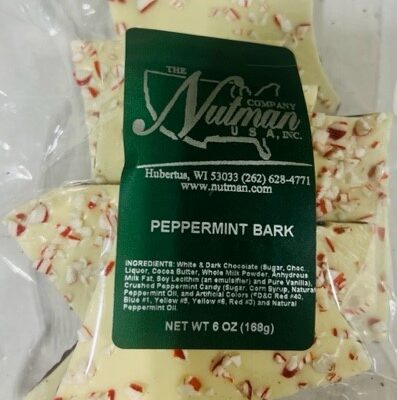 THE
Nutman
COMPANY
USA, INC.
Hubertus, WI 53033 (262) 628-4771
www.nutman.com
PEPPERMINT BARK
INGREDIENTS: White & Dark Chocolate (Sugar, Choc.
Liquor, Cocoa Butter, Whole Milk Powder, Anhydrous
Milk Fat, Soy Lecithin (an emulsifier) and Pure Vanilla),
Crushed Peppermint Candy (Sugar, Corn Syrup, Natural
Peppermint Oil, and Artificial Colors (FD&C Red #40,
Blue #1, Yellow #5, Yellow #6, Red #3) and Natural
Peppermint Oil.
NET WT 6 OZ (168g)